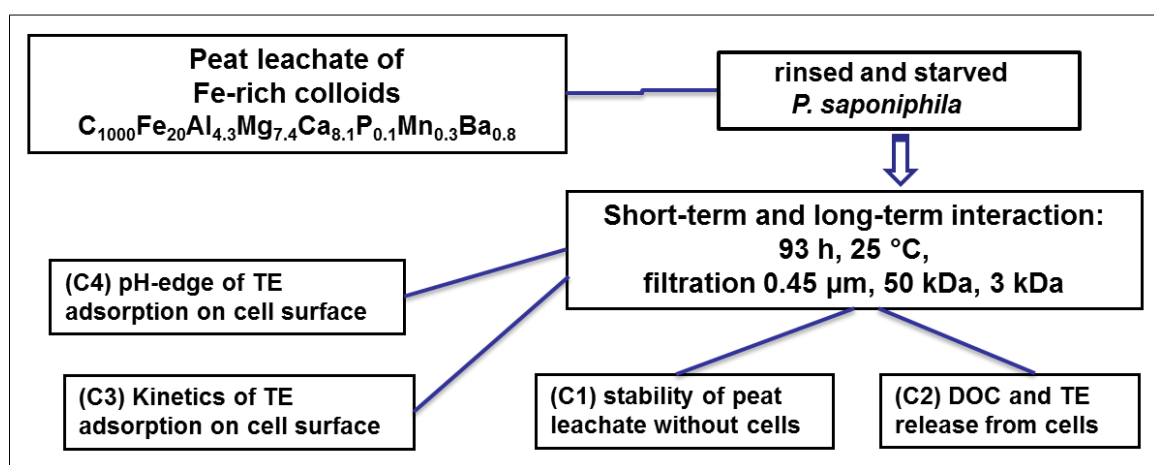 Peat leachate of
Fe-rich colloids
C₁₀₀₀Fe₂₀Al₄.₃Mg₇.₄Ca₈.₁P₀.₁Mn₀.₃Ba₀.₈
rinsed and starved
P. saponiphila
Short-term and long-term interaction:
93 h, 25 °C,
filtration 0.45 µm, 50 kDa, 3 kDa
(C4) pH-edge of TE
adsorption on cell surface
(C3) Kinetics of TE
adsorption on cell surface
(C1) stability of peat
leachate without cells
(C2) DOC and TE
release from cells